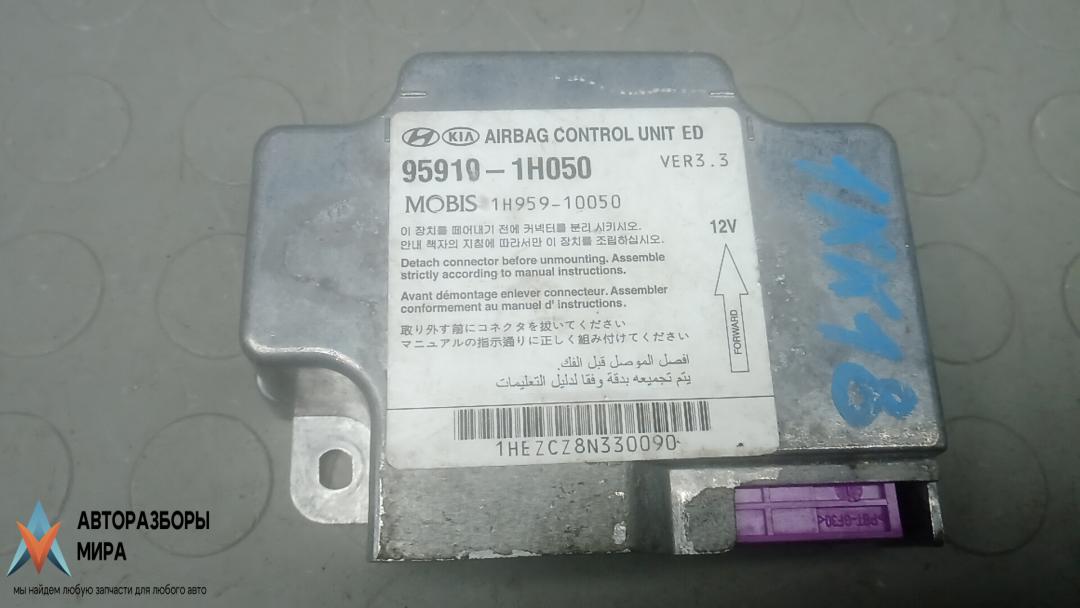 KIA AIRBAG CONTROL UNIT ED
95910-1H050 VER3.3
MOBIS 1H959-10050
이 장치를 떼어내기 전에 커넥터를 분리 시키시오.
안내 책자의 지침에 따라서만 이 장치를 조립하십시오.
12V
Detach connector before unmounting. Assemble
strictly according to manual instructions.
Avant démontage enlever connecteur. Assembler
conformement au manuel d' instructions.
FORWARD
取り外す前にコネクタを抜いてください
マニュアルの指示通りに正しく組み付けてください
افصل الموصل قبل الفك.
يتم تجميعه بدقة وفقا لدليل التعليمات
1HEZCZ8N330090
>PBT-GF30<
АВТОРАЗБОРЫ
МИРА
мы найдем любую запчасти для любого авто